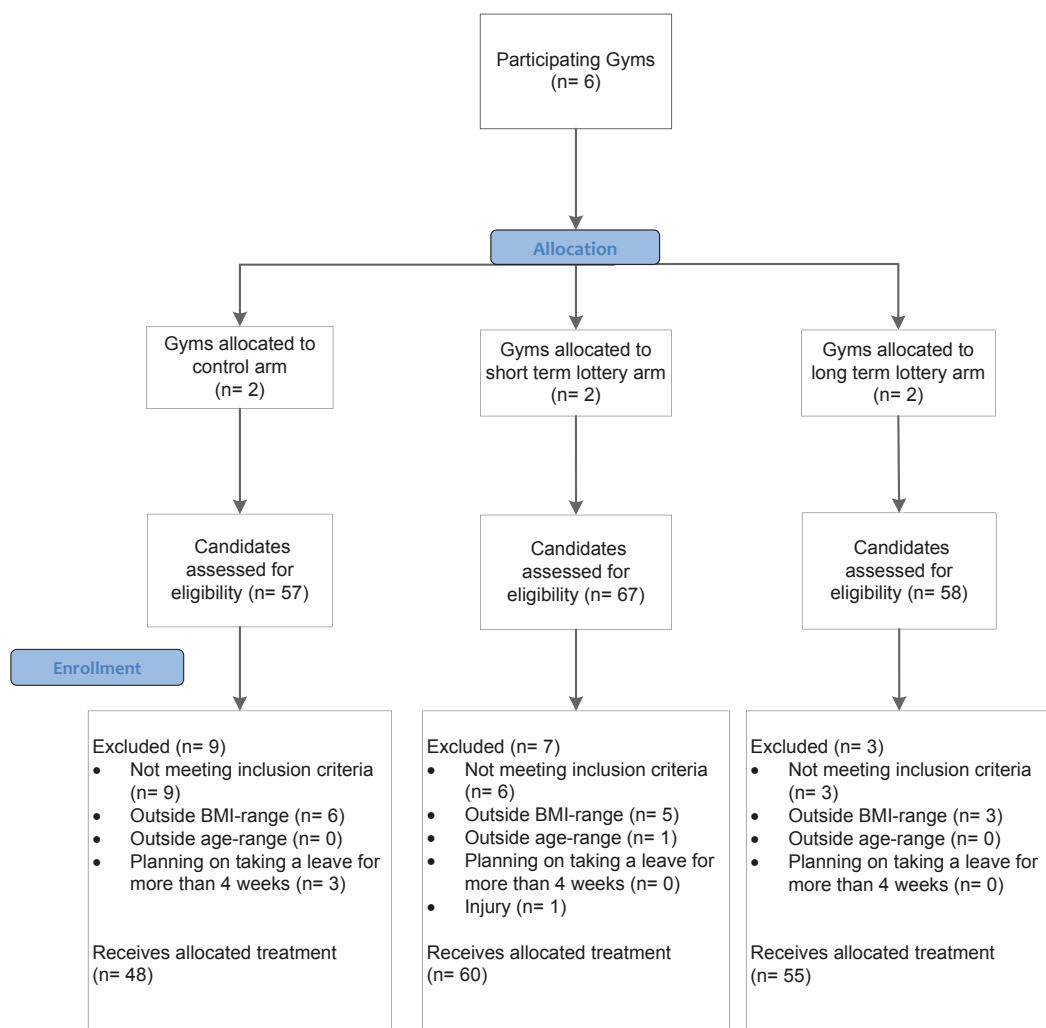 Participating Gyms
(n= 6)
Allocation
Gyms allocated to
control arm
(n= 2)
Gyms allocated to
short term lottery arm
(n= 2)
Gyms allocated to
long term lottery arm
(n= 2)
Candidates
assessed for
eligibility (n= 57)
Candidates
assessed for
eligibility (n= 67)
Candidates
assessed for
eligibility (n= 58)
Enrollment
Excluded (n= 9)
• Not meeting inclusion criteria
(n= 9)
• Outside BMI-range (n= 6)
• Outside age-range (n= 0)
• Planning on taking a leave for
more than 4 weeks (n= 3)
Receives allocated treatment
(n= 48)
Excluded (n= 7)
• Not meeting inclusion criteria
(n= 6)
• Outside BMI-range (n= 5)
• Outside age-range (n= 1)
• Planning on taking a leave for
more than 4 weeks (n= 0)
• Injury (n= 1)
Receives allocated treatment
(n= 60)
Excluded (n= 3)
• Not meeting inclusion criteria
(n= 3)
• Outside BMI-range (n= 3)
• Outside age-range (n= 0)
• Planning on taking a leave for
more than 4 weeks (n= 0)
Receives allocated treatment
(n= 55)